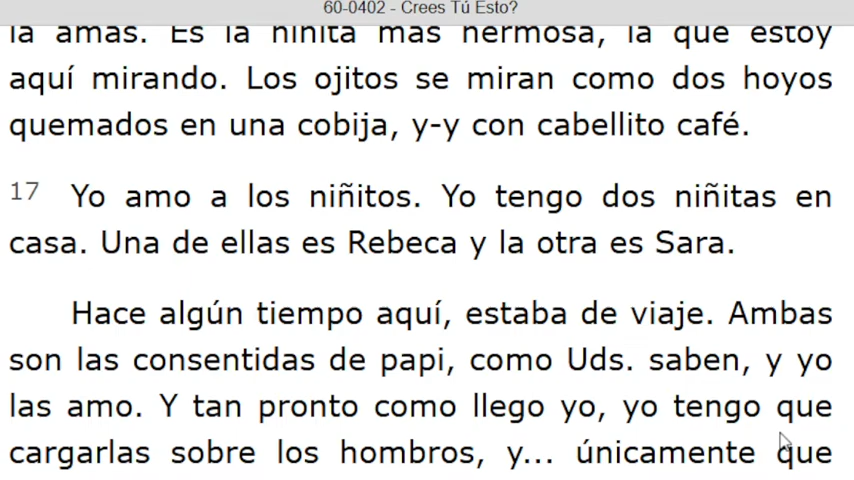 60-0402 - Crees Tú Esto?
la amas. Es la niñita más hermosa, la que estoy
aquí mirando. Los ojitos se miran como dos hoyos
quemados en una cobija, y-y con cabellito café.
17 Yo amo a los niñitos. Yo tengo dos niñitas en
casa. Una de ellas es Rebeca y la otra es Sara.
Hace algún tiempo aquí, estaba de viaje. Ambas
son las consentidas de papi, como Uds. saben, y yo
las amo. Y tan pronto como llego yo, yo tengo que
cargarlas sobre los hombros, y... únicamente que